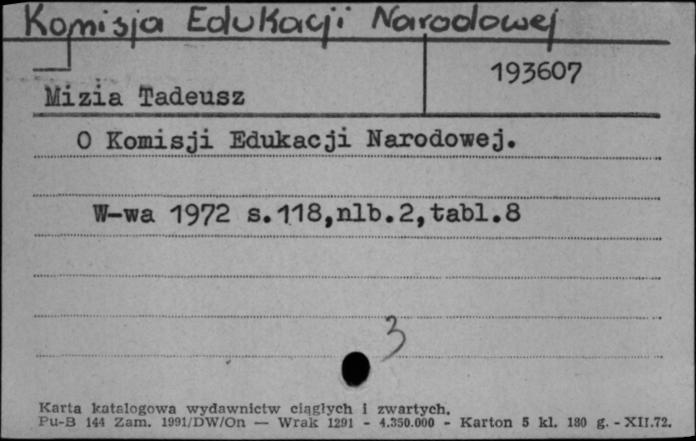 Komisja Edukacji Narodowej
193607
Mizia Tadeusz
O Komisji Edukacji Narodowej.
W-wa 1972 s.118,nlb.2,tabl.8
3
Karta katalogowa wydawnictw ciągłych i zwartych.
Pu-B 144 Zam. 1991/DW/On — Wrak 1291 - 4.350.000 - Karton 5 kl. 180 g. - XII.72.